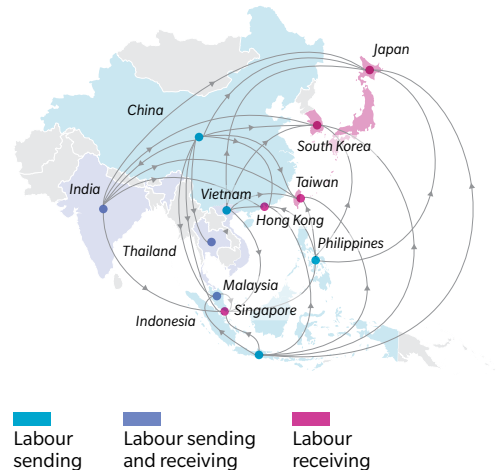 Japan
China
South Korea
Taiwan
India
Vietnam
Hong Kong
Philippines
Thailand
Malaysia
Singapore
Indonesia
Labour
sending
Labour sending
and receiving
Labour
receiving